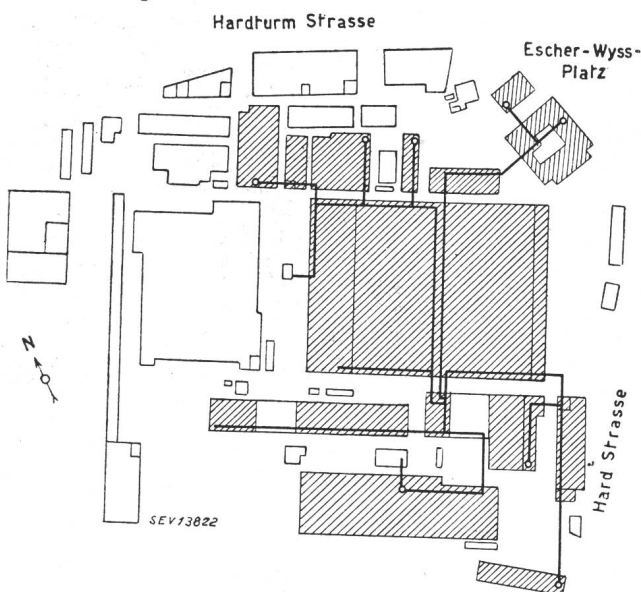 Hardturm Strasse
Escher-Wyss-
Platz
N
Hard Strasse
SEV13822